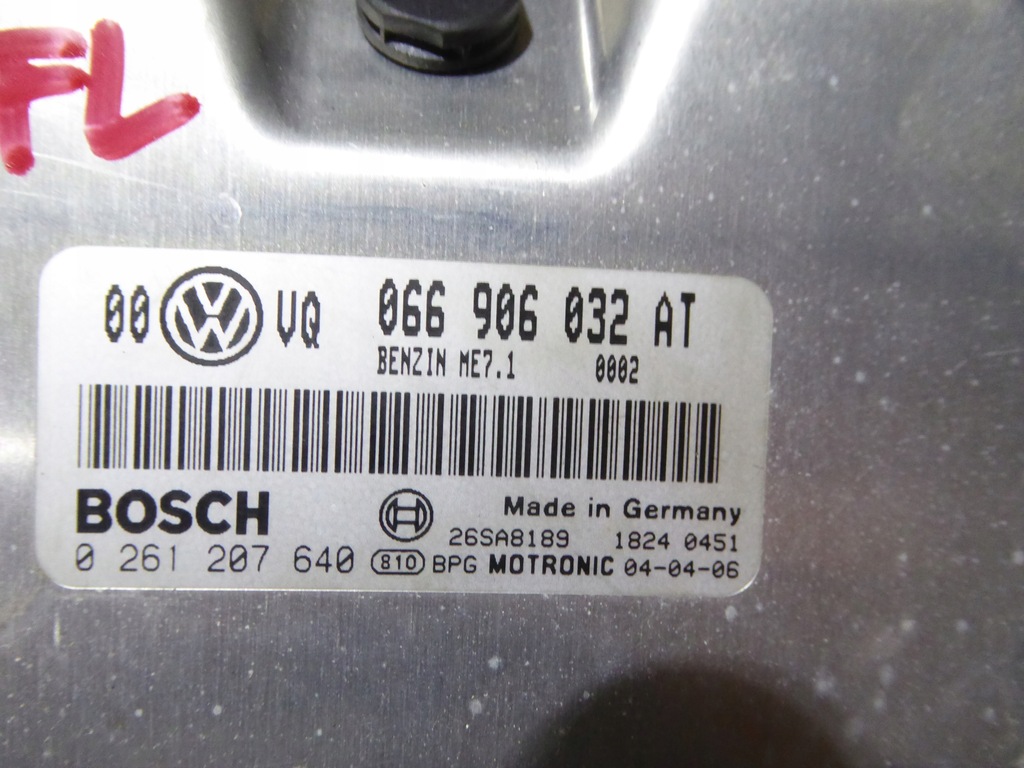 FL
00 VW VQ 066 906 032 AT
BENZIN ME7.1 0002
BOSCH
Made in Germany
26SA8189 1824 0451
0 261 207 640 810 BPG MOTRONIC 04-04-06